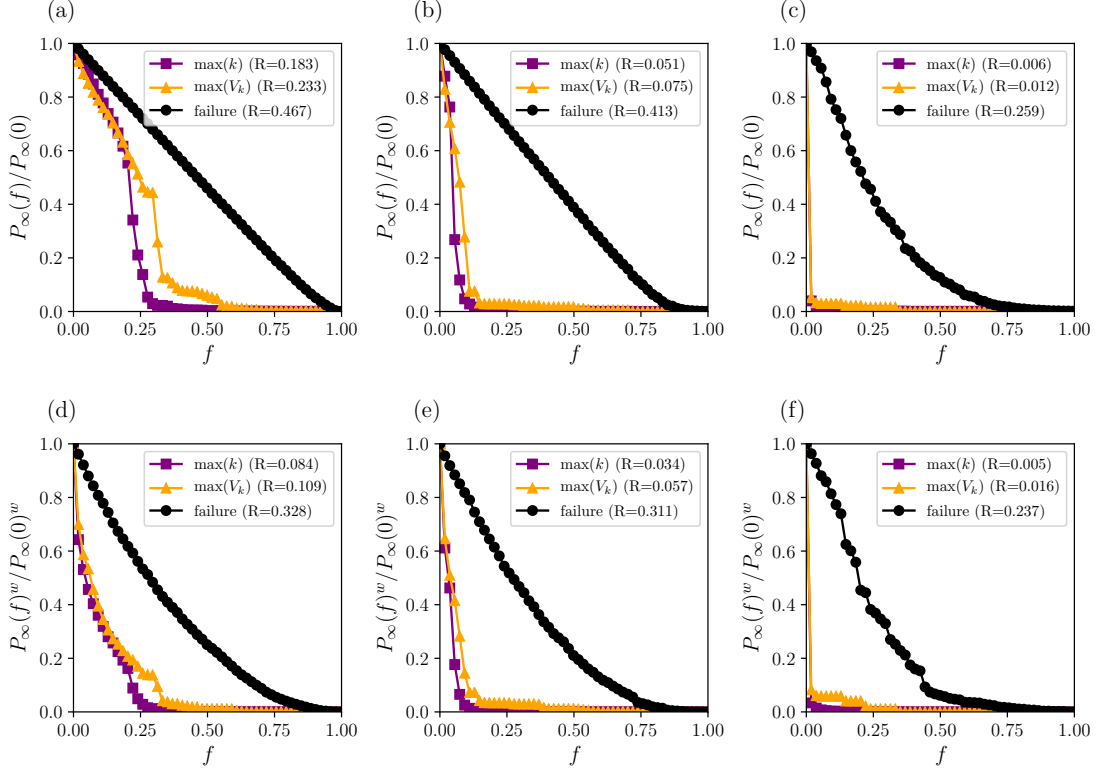 (a)
P∞(f)/P∞(0)
1.0
0.8
0.6
0.4
0.2
0.0
max(k) (R=0.183)
max(Vk) (R=0.233)
failure (R=0.467)
0.00 0.25 0.50 0.75 1.00
f
(b)
P∞(f)/P∞(0)
1.0
0.8
0.6
0.4
0.2
0.0
max(k) (R=0.051)
max(Vk) (R=0.075)
failure (R=0.413)
0.00 0.25 0.50 0.75 1.00
f
(c)
P∞(f)/P∞(0)
1.0
0.8
0.6
0.4
0.2
0.0
max(k) (R=0.006)
max(Vk) (R=0.012)
failure (R=0.259)
0.00 0.25 0.50 0.75 1.00
f
(d)
P∞(f)^w/P∞(0)^w
1.0
0.8
0.6
0.4
0.2
0.0
max(k) (R=0.084)
max(Vk) (R=0.109)
failure (R=0.328)
0.00 0.25 0.50 0.75 1.00
f
(e)
P∞(f)^w/P∞(0)^w
1.0
0.8
0.6
0.4
0.2
0.0
max(k) (R=0.034)
max(Vk) (R=0.057)
failure (R=0.311)
0.00 0.25 0.50 0.75 1.00
f
(f)
P∞(f)^w/P∞(0)^w
1.0
0.8
0.6
0.4
0.2
0.0
max(k) (R=0.005)
max(Vk) (R=0.016)
failure (R=0.237)
0.00 0.25 0.50 0.75 1.00
f